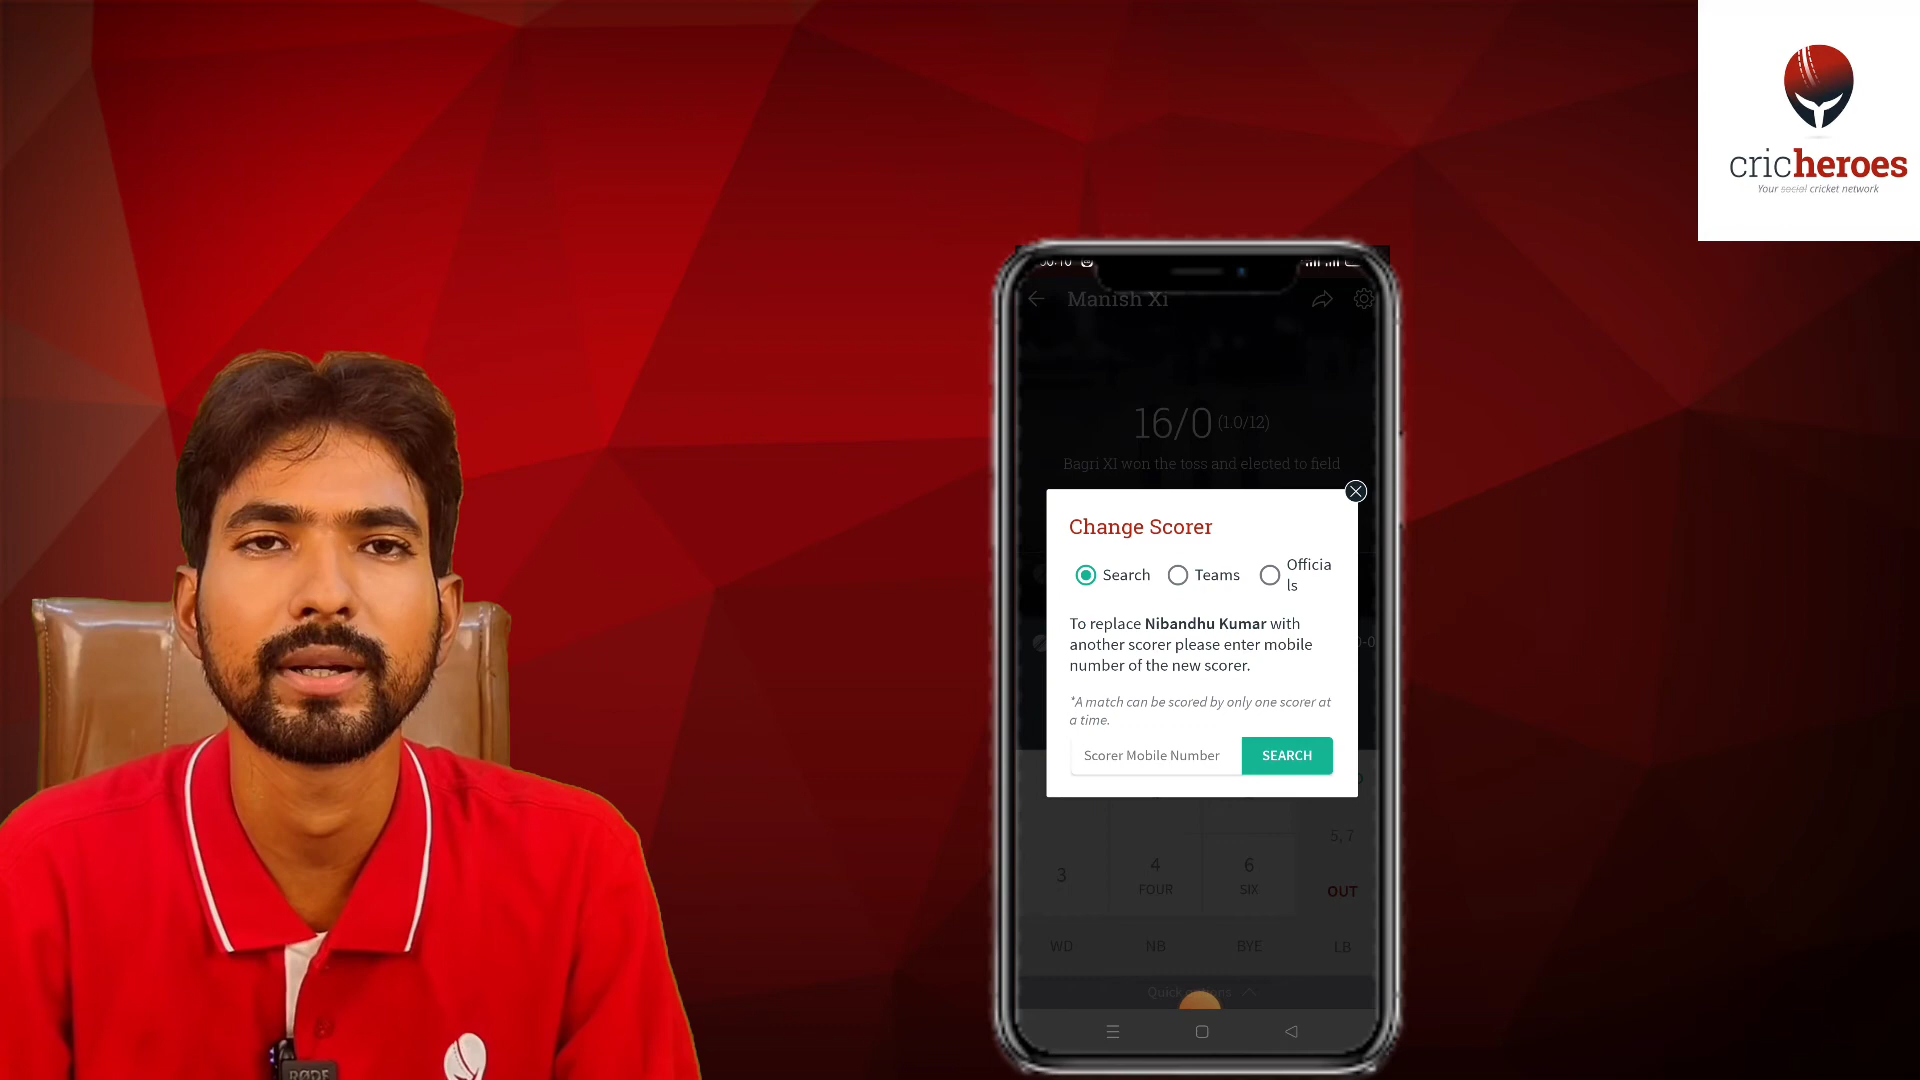 cricheroes
Your social cricket network
Manish Xi
16/0 (1.0/12)
Bagri XI won the toss and elected to field
Change Scorer
Search
Teams
Officia
ls
To replace Nibandhu Kumar with
another scorer please enter mobile
number of the new scorer.
*A match can be scored by only one scorer at
a time.
Scorer Mobile Number
SEARCH
5, 7
3
4
FOUR
6
SIX
OUT
WD
NB
BYE
LB
Quick
RØDE